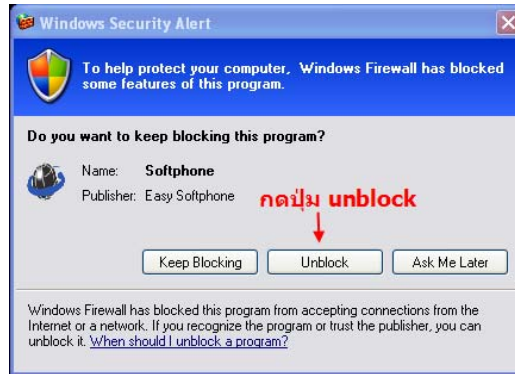 Windows Security Alert
To help protect your computer, Windows Firewall has blocked
some features of this program.
Do you want to keep blocking this program?
Name: Softphone
Publisher: Easy Softphone
กดปุ่ม unblock
Keep Blocking Unblock Ask Me Later
Windows Firewall has blocked this program from accepting connections from the
Internet or a network. If you recognize the program or trust the publisher, you can
unblock it. When should I unblock a program?